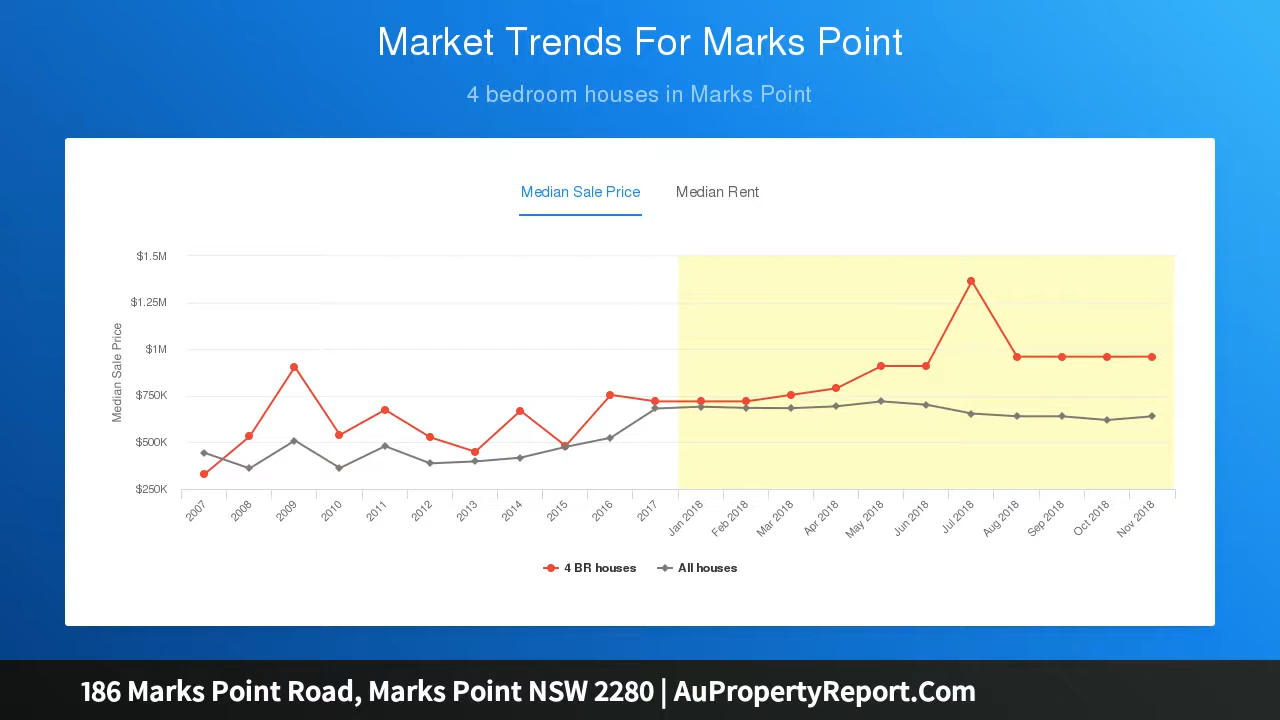 Market Trends For Marks Point
4 bedroom houses in Marks Point
Median Sale Price
Median Rent
Median Sale Price
$1.5M
$1.25M
$1M
$750K
$500K
$250K
2007
2008
2009
2010
2011
2012
2013
2014
2015
2016
2017
Jan 2018
Feb 2018
Mar 2018
Apr 2018
May 2018
Jun 2018
Jul 2018
Aug 2018
Sep 2018
Oct 2018
Nov 2018
4 BR houses
All houses
186 Marks Point Road, Marks Point NSW 2280 | AuPropertyReport.Com